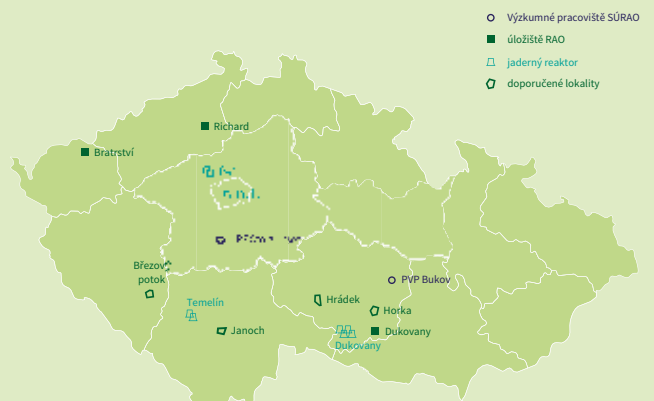 Výzkumné pracoviště SÚRAO
úložiště RAO
jaderný reaktor
doporučené lokality
Richard
Bratrství
Březový
potok
PVP Bukov
Temelín
Hrádek
Horka
Janoch
Dukovany
Dukovany